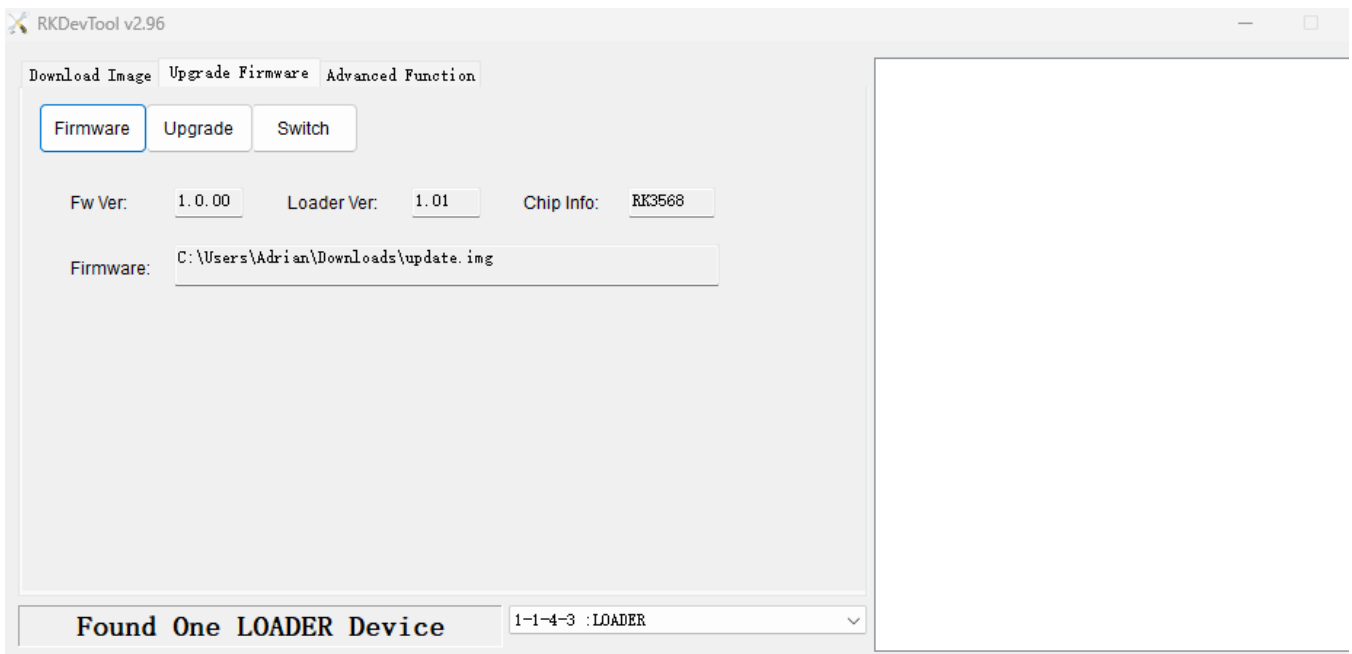 RKDevTool v2.96
Download Image Upgrade Firmware Advanced Function
Firmware Upgrade Switch
Fw Ver: 1.0.00 Loader Ver: 1.01 Chip Info: RK3568
Firmware: C:\Users\Adrian\Downloads\update.img
Found One LOADER Device 1-1-4-3 :LOADER